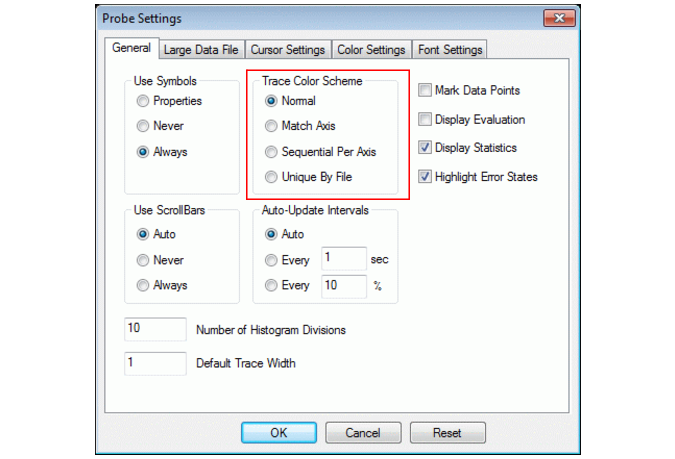 Probe Settings
General
Large Data File
Cursor Settings
Color Settings
Font Settings
Use Symbols
Properties
Never
Always
Trace Color Scheme
Normal
Match Axis
Sequential Per Axis
Unique By File
Mark Data Points
Display Evaluation
Display Statistics
Highlight Error States
Use ScrollBars
Auto
Never
Always
Auto-Update Intervals
Auto
Every 1 sec
Every 10 %
10 Number of Histogram Divisions
1 Default Trace Width
OK
Cancel
Reset